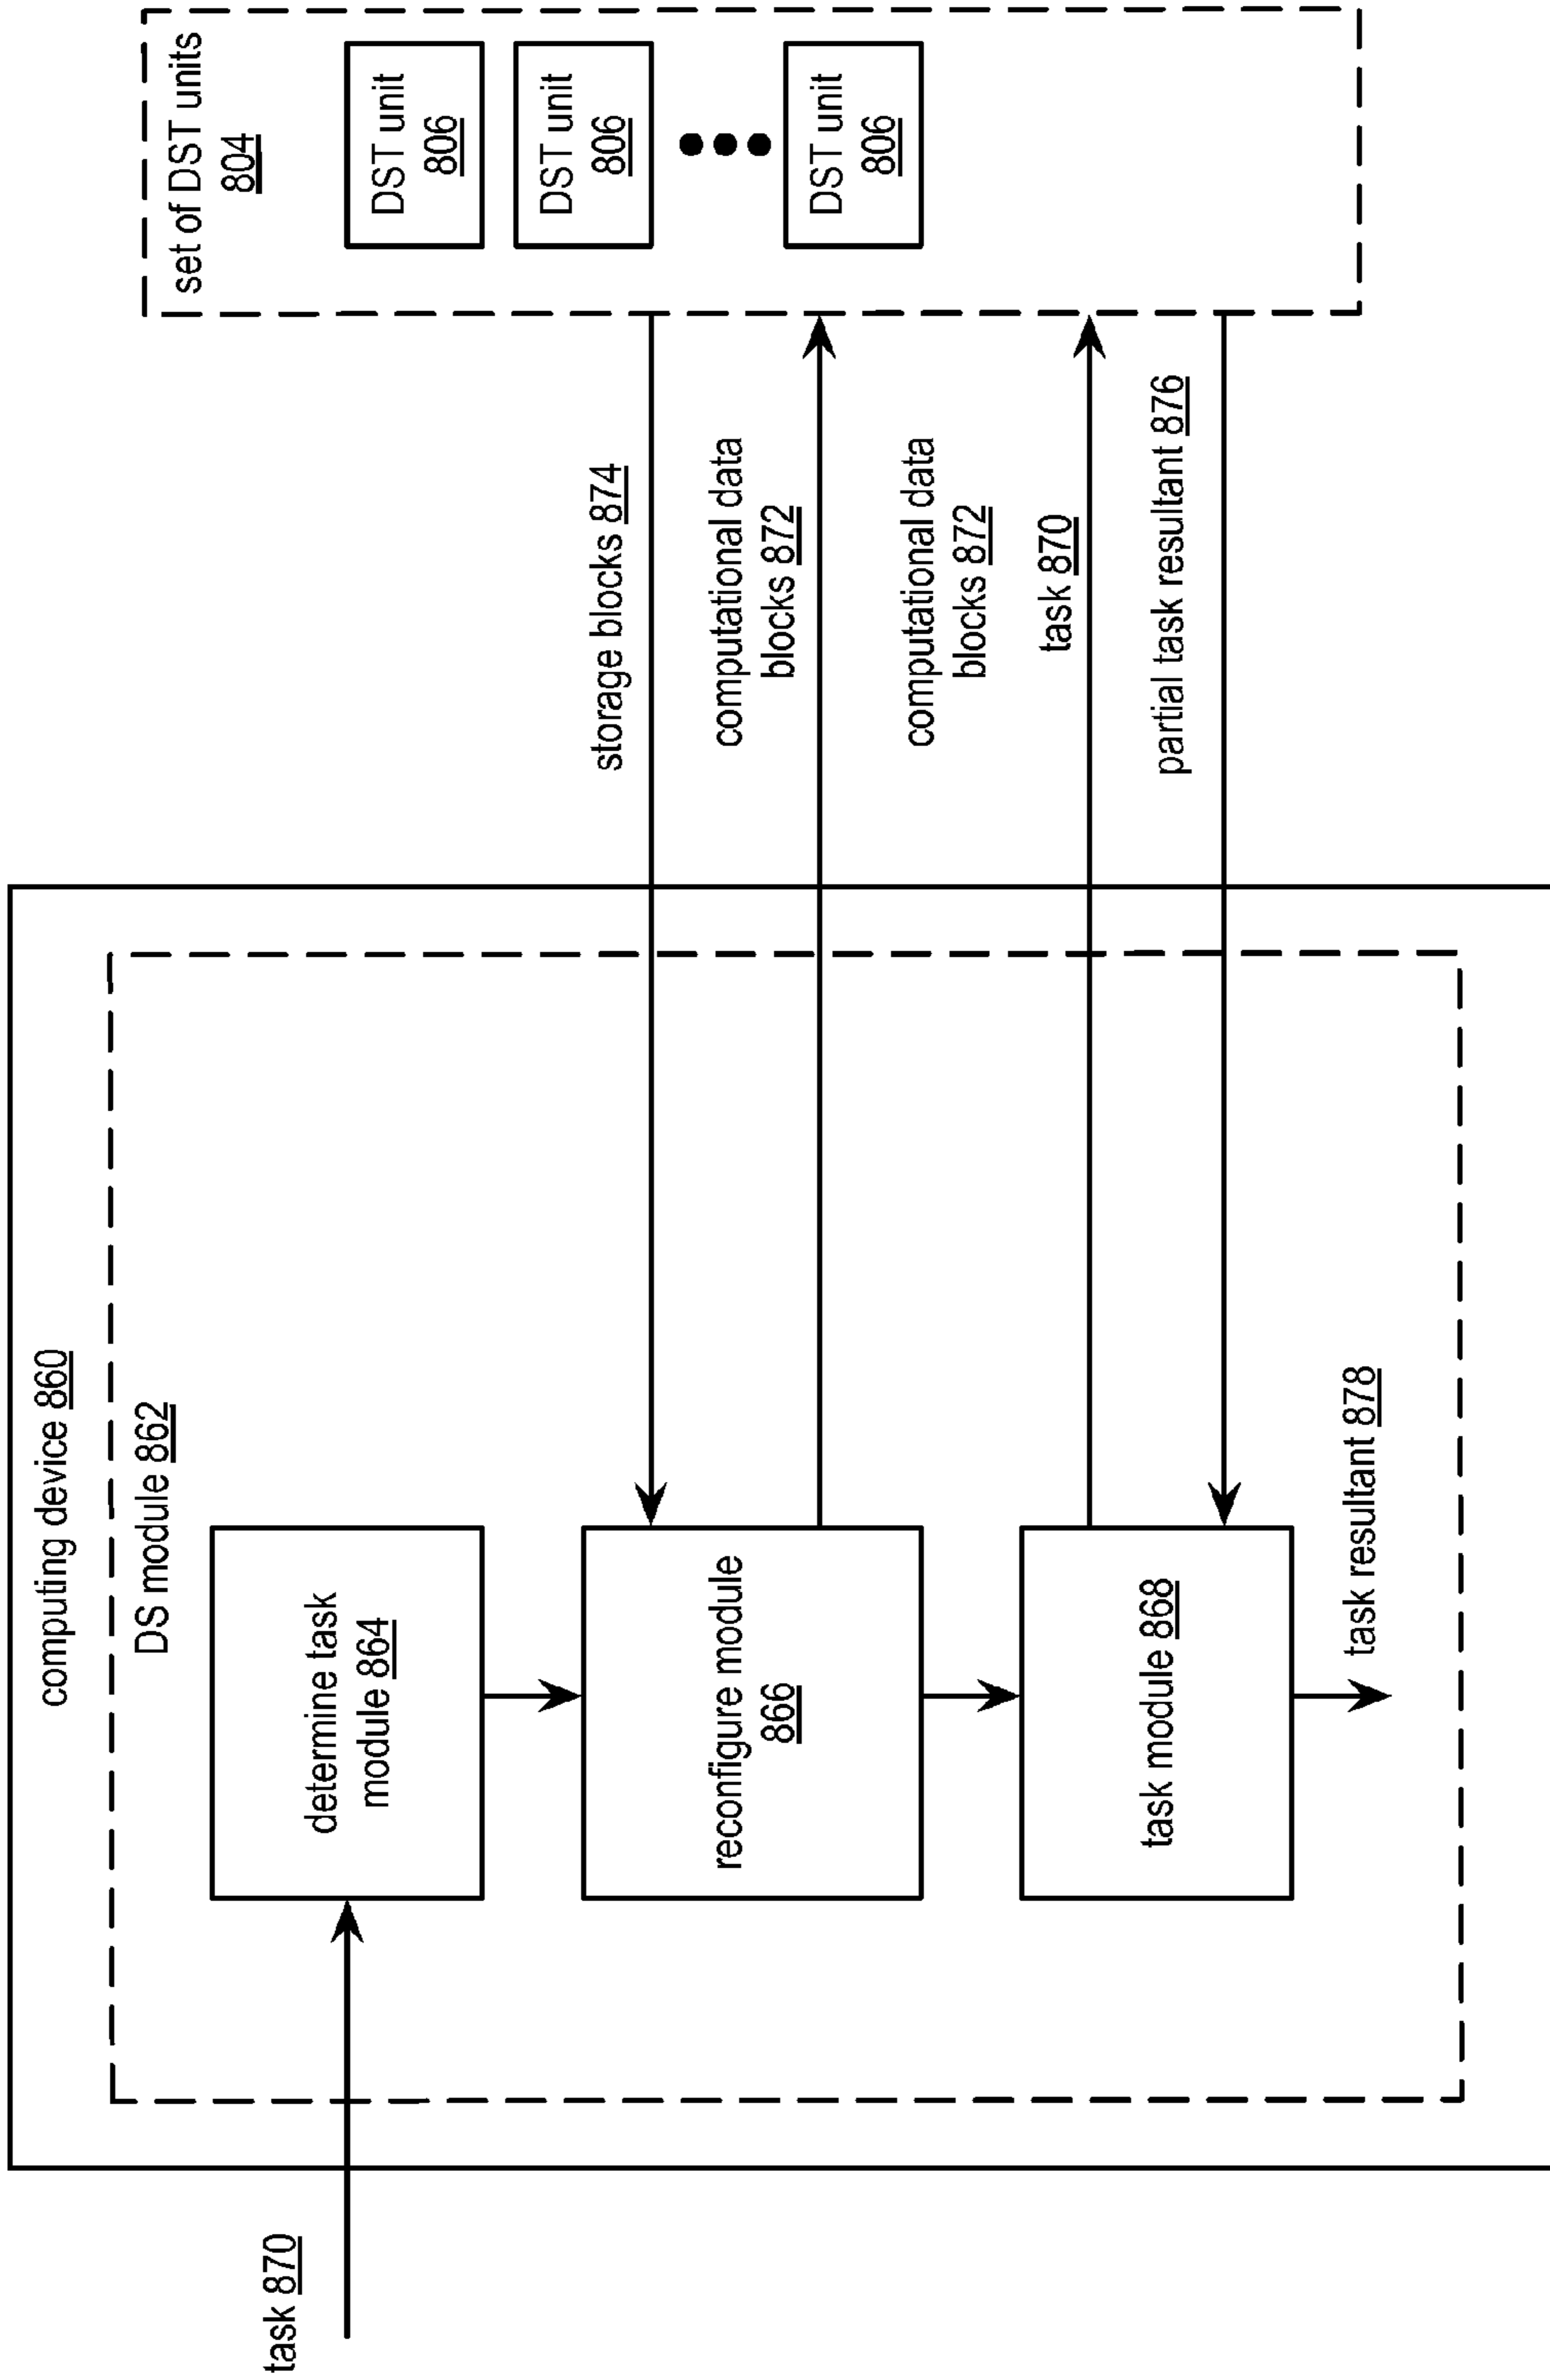 computing device 860
DS module 862
task 870
determine task
module 864
reconfigure module
866
task module 868
task resultant 878
storage blocks 874
computational data
blocks 872
computational data
blocks 872
task 870
partial task resultant 876
set of DST units
804
DST unit
806
DST unit
806
DST unit
806